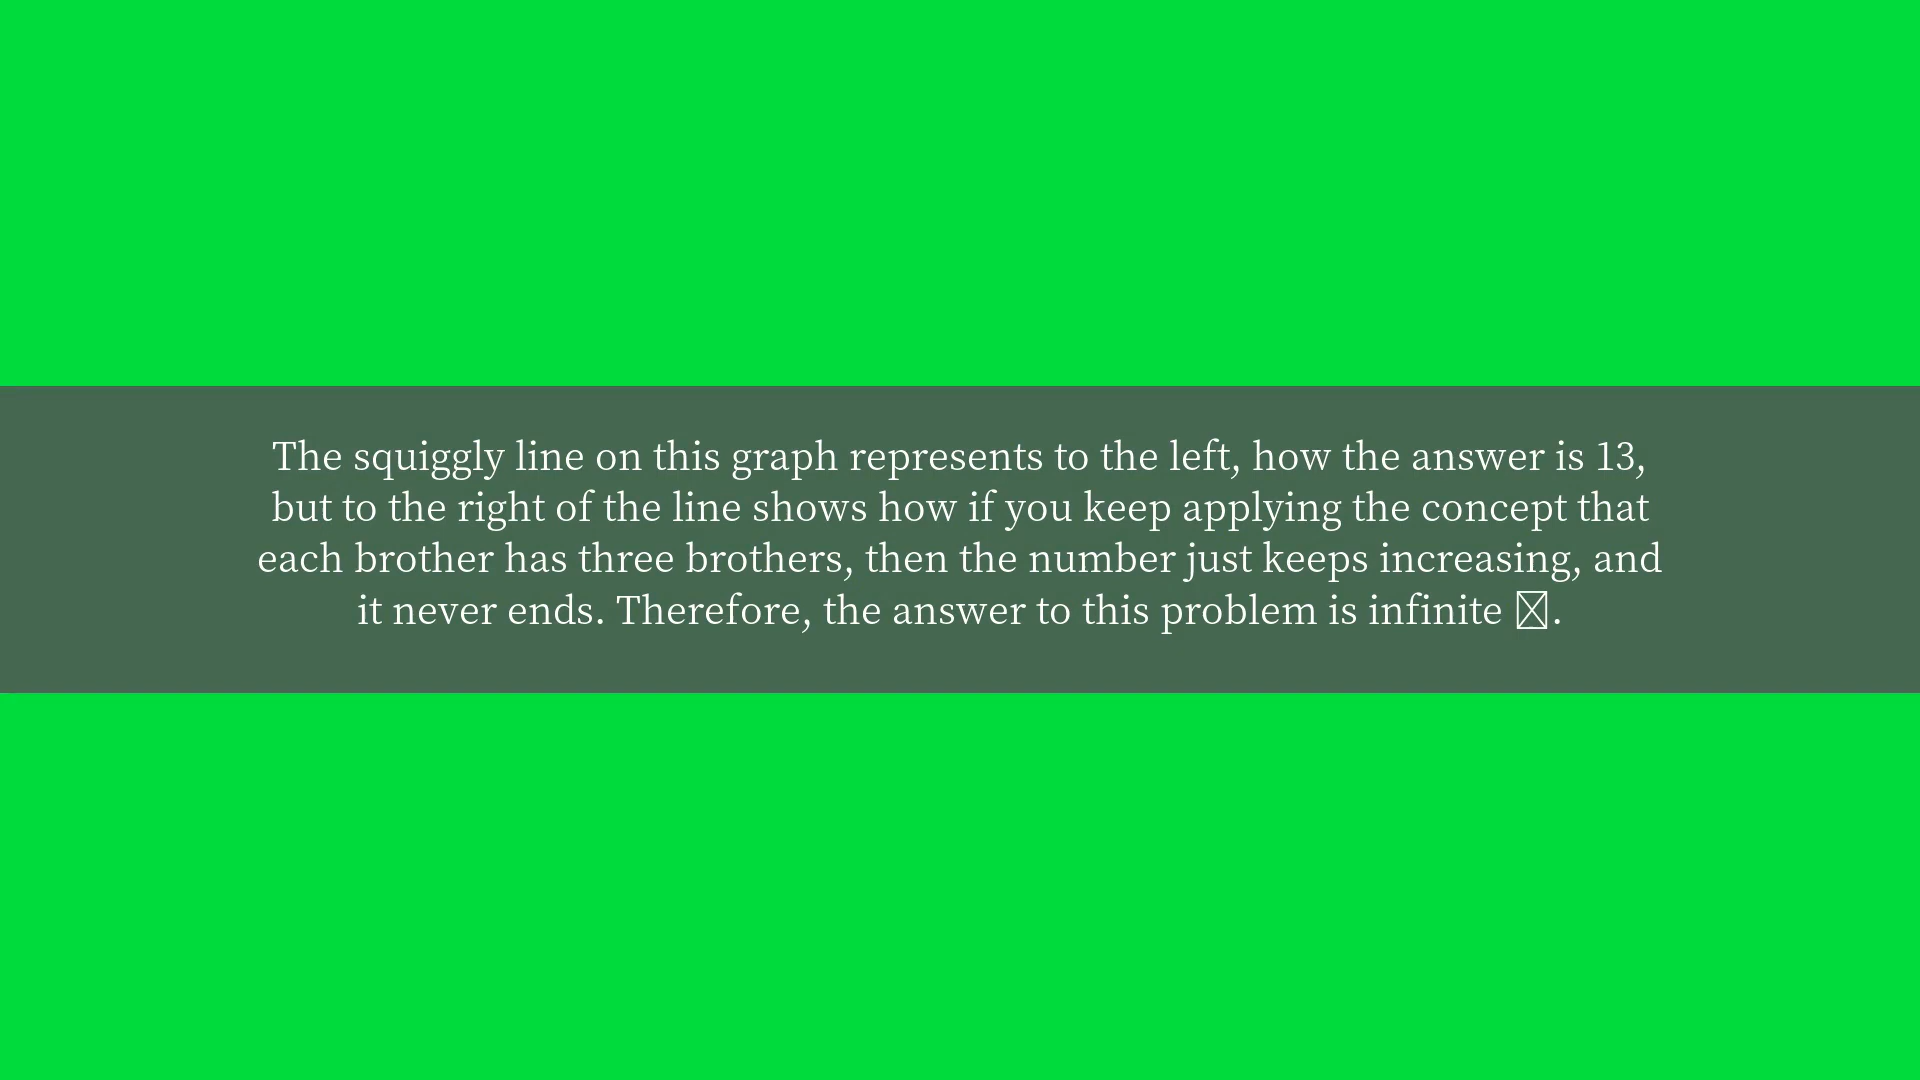 The squiggly line on this graph represents to the left, how the answer is 13,
but to the right of the line shows how if you keep applying the concept that
each brother has three brothers, then the number just keeps increasing, and
it never ends. Therefore, the answer to this problem is infinite .